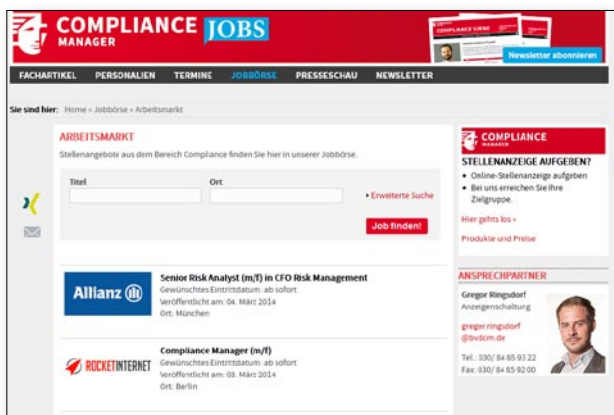 COMPLIANCE JOBS
MANAGER
Newsletter abonnieren
FACHARTIKEL PERSONALIEN TERMINE JOBBÖRSE PRESSESCHAU NEWSLETTER
Sie sind hier: Home » Jobbörse » Arbeitsmarkt
ARBEITSMARKT
Stellenangebote aus dem Bereich Compliance finden Sie hier in unserer Jobbörse.
Titel Ort
Erweiterte Suche
Job finden!
Allianz
Senior Risk Analyst (m/f) in CFO Risk Management
Gewünschtes Eintrittdatum: ab sofort
Veröffentlicht am: 04. März 2014
Ort: München
ROCKETINTERNET
Compliance Manager (m/f)
Gewünschtes Eintrittdatum: ab sofort
Veröffentlicht am: 03. März 2014
Ort: Berlin
COMPLIANCE
MANAGER
STELLENANZEIGE AUFGEBEN?
• Online-Stellenanzeige aufgeben
• Bei uns erreichen Sie Ihre
Zielgruppe.
Hier gehts los »
Produkte und Preise
ANSPRECHPARTNER
Gregor Ringsdorf
Anzeigenschaltung
gregor.ringsdorf
@bvdcm.de
Tel.: 030/ 84 85 93 22
Fax: 030/ 84 85 92 00